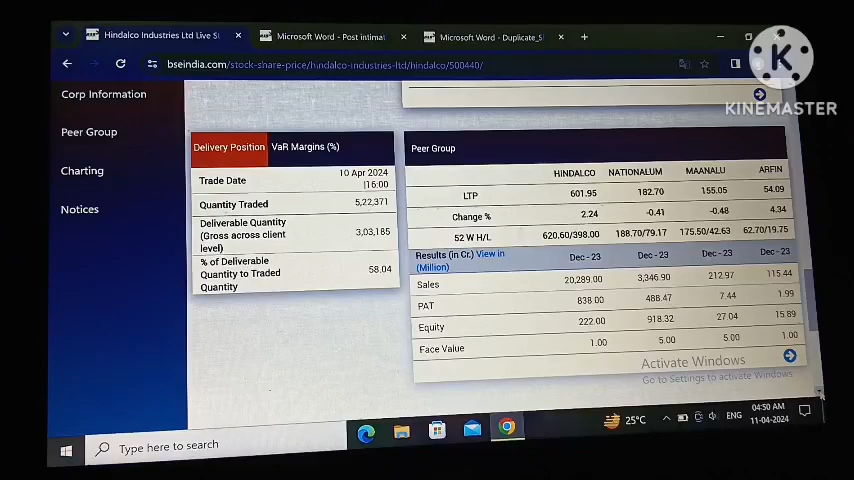 Hindalco Industries Ltd Live St
Microsoft Word - Post intimat
Microsoft Word - Duplicate_S
bseindia.com/stock-share-price/hindalco-industries-ltd/hindalco/500440/
K
KINEMASTER
Corp Information
Peer Group
Charting
Notices
Delivery Position VaR Margins (%)
Trade Date 10 Apr 2024
|16:00
Quantity Traded 5,22,371
Deliverable Quantity
(Gross across client
level) 3,03,185
% of Deliverable
Quantity to Traded
Quantity 58.04
Peer Group
HINDALCO NATIONALUM MAANALU ARFIN
LTP 601.95 182.70 155.05 54.09
Change % 2.24 -0.41 -0.48 4.34
52 W H/L 620.60/398.00 188.70/79.17 175.50/42.63 62.70/19.75
Results (in Cr.) View in
(Million) Dec - 23 Dec - 23 Dec - 23 Dec - 23
Sales 20,289.00 3,346.90 212.97 115.44
PAT 838.00 488.47 7.44 1.99
Equity 222.00 918.32 27.04 15.89
Face Value 1.00 5.00 5.00 1.00
Activate Windows
Go to Settings to activate Windows.
Type here to search
25°C
ENG
04:50 AM
11-04-2024